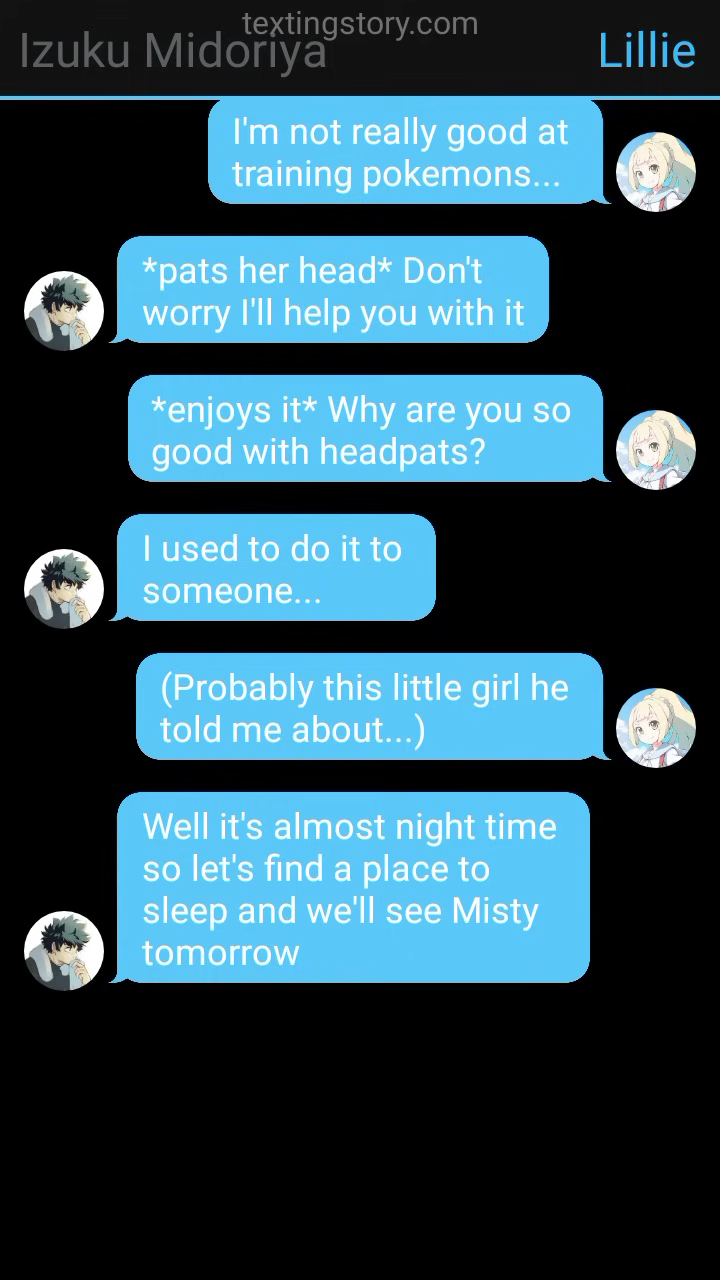 textingstory.com
Izuku Midoriya
Lillie
I'm not really good at
training pokemons...
*pats her head* Don't
worry I'll help you with it
*enjoys it* Why are you so
good with headpats?
I used to do it to
someone...
(Probably this little girl he
told me about...)
Well it's almost night time
so let's find a place to
sleep and we'll see Misty
tomorrow